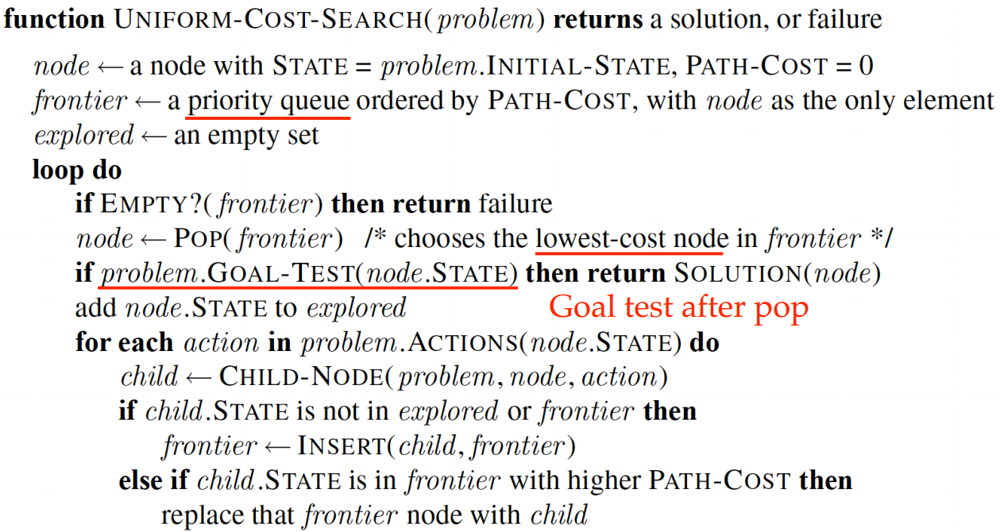 function UNIFORM-COST-SEARCH(problem) returns a solution, or failure
node ← a node with STATE = problem.INITIAL-STATE, PATH-COST = 0
frontier ← a priority queue ordered by PATH-COST, with node as the only element
explored ← an empty set
loop do
if EMPTY?(frontier) then return failure
node ← POP(frontier) /* chooses the lowest-cost node in frontier */
if problem.GOAL-TEST(node.STATE) then return SOLUTION(node)
add node.STATE to explored
Goal test after pop
for each action in problem.ACTIONS(node.STATE) do
child ← CHILD-NODE(problem, node, action)
if child.STATE is not in explored or frontier then
frontier ← INSERT(child, frontier)
else if child.STATE is in frontier with higher PATH-COST then
replace that frontier node with child